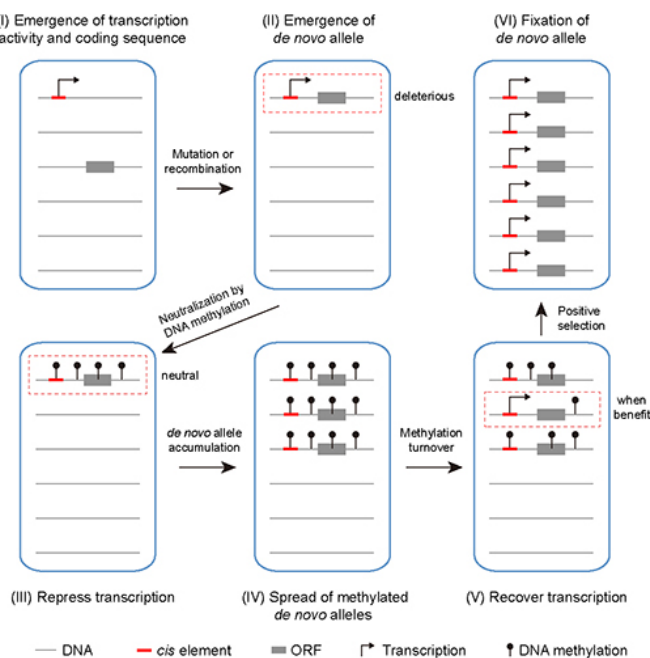 (I) Emergence of transcription
activity and coding sequence
(II) Emergence of
de novo allele
(VI) Fixation of
de novo allele
deleterious
Mutation or
recombination
Neutralization by
DNA methylation
Positive
selection
neutral
when
benefit
de novo allele
accumulation
Methylation
turnover
(III) Repress transcription
(IV) Spread of methylated
de novo alleles
(V) Recover transcription
DNA
cis element
ORF
Transcription
DNA methylation